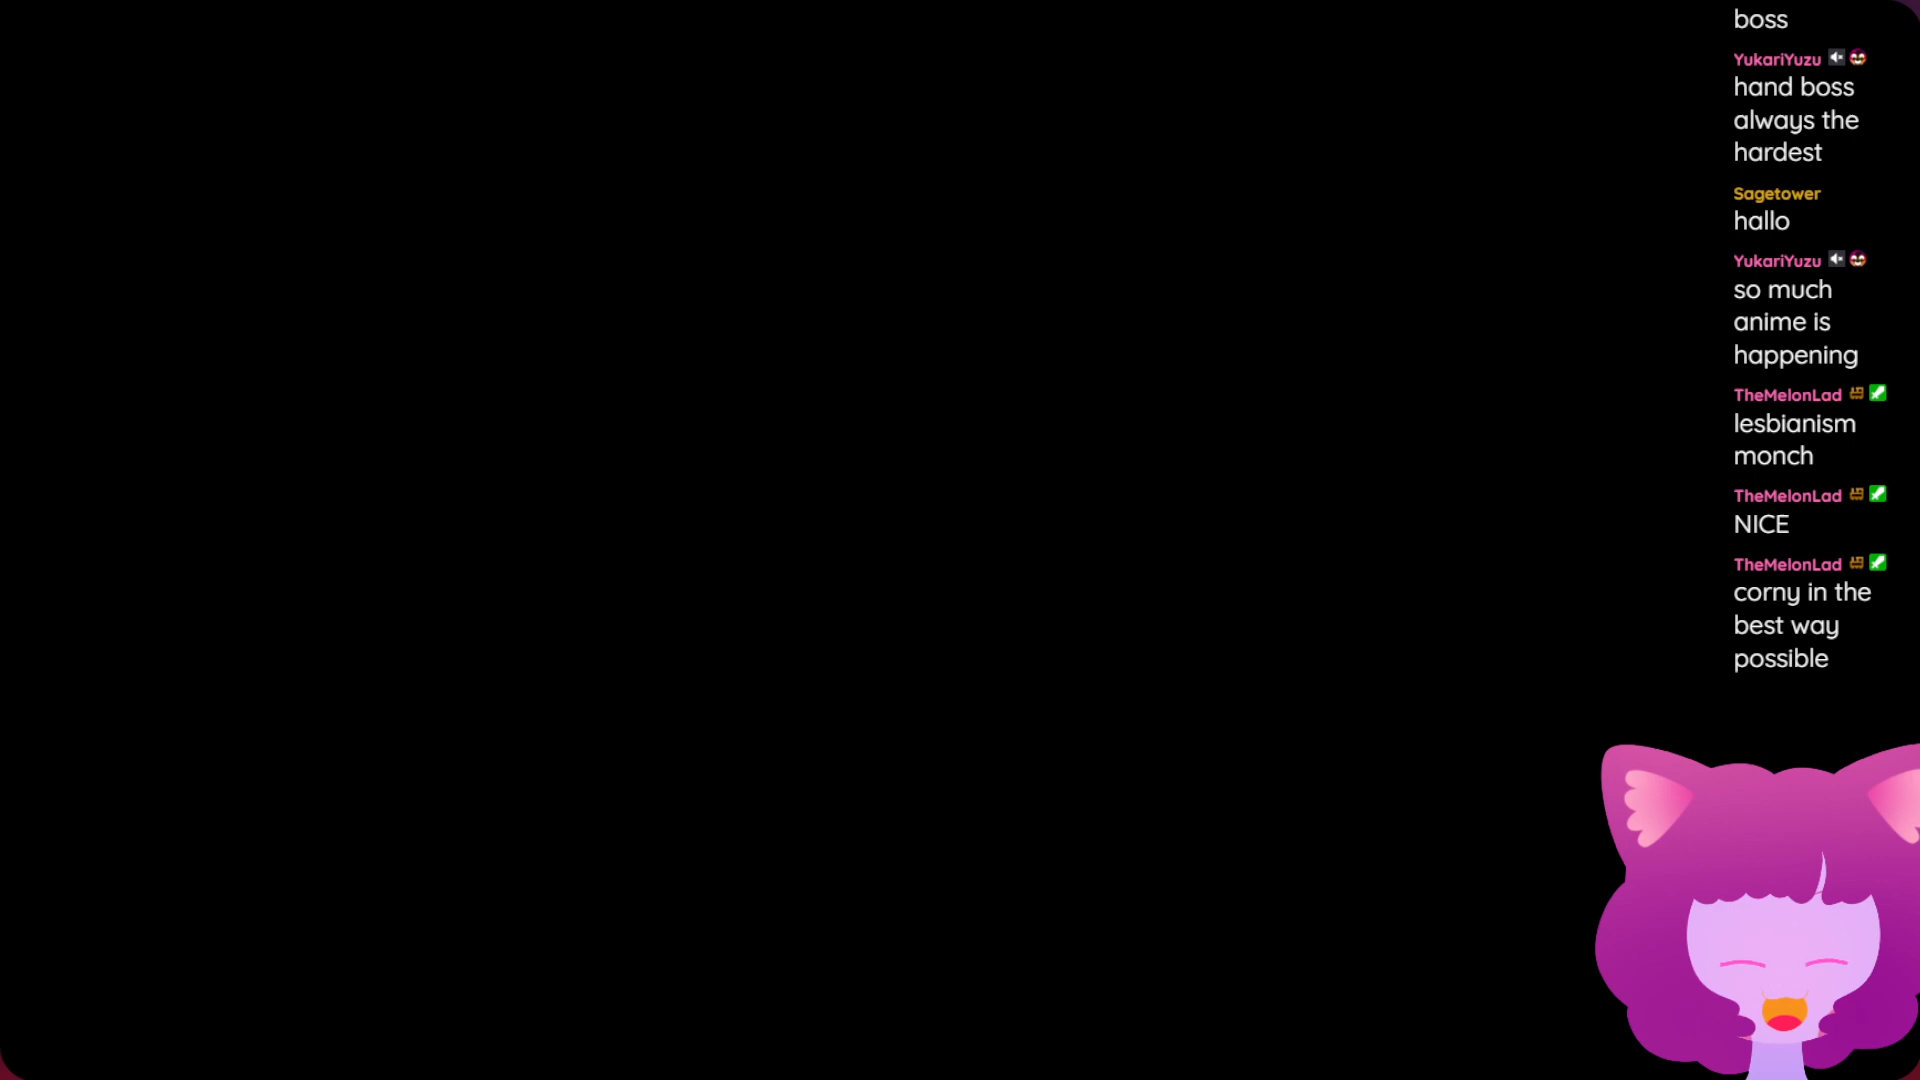 boss
YukariYuzu
hand boss
always the
hardest
Sagetower
hallo
YukariYuzu
so much
anime is
happening
TheMelonLad
lesbianism
monch
TheMelonLad
NICE
TheMelonLad
corny in the
best way
possible